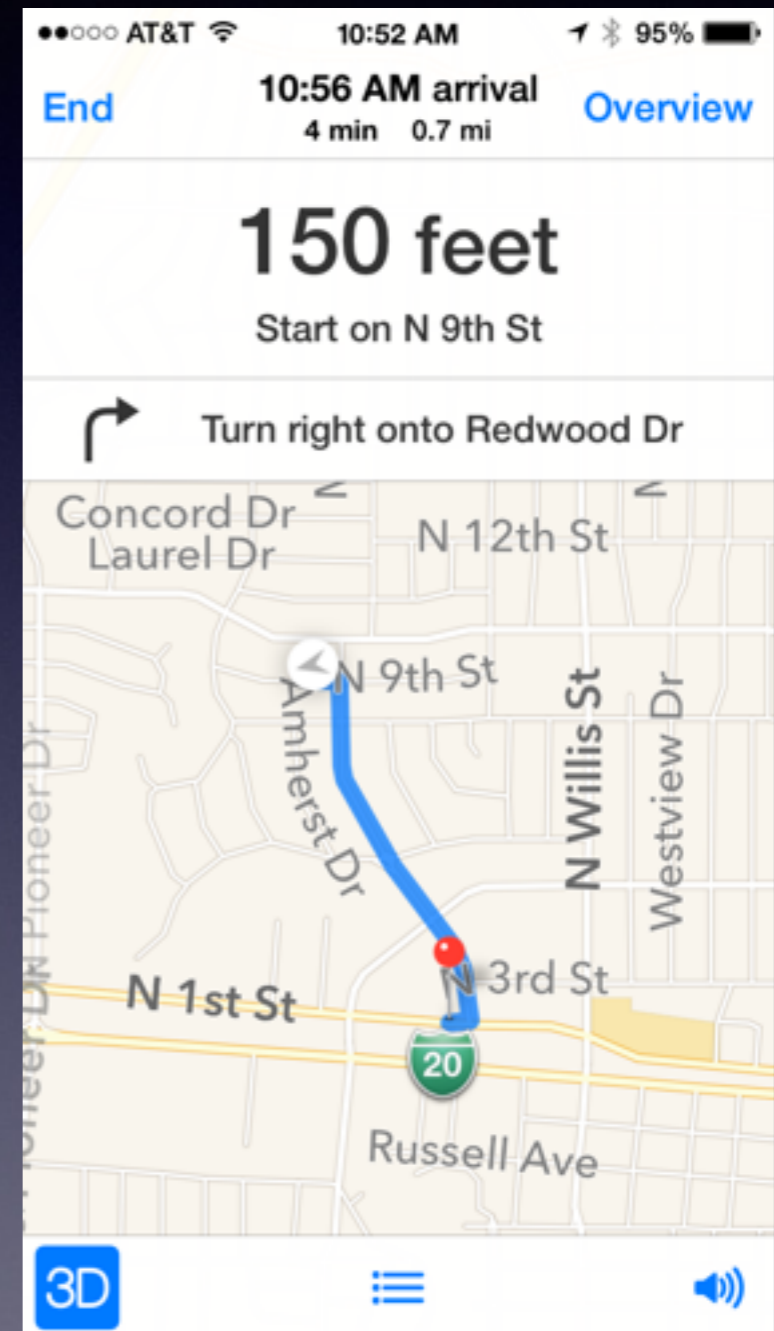 AT&T 10:52 AM 95%
End 10:56 AM arrival Overview
4 min 0.7 mi
150 feet
Start on N 9th St
Turn right onto Redwood Dr
Concord Dr
Laurel Dr
N 12th St
N 9th St
Amherst Dr
N Willis St
Westview Dr
N Pioneer Dr
N 3rd St
N 1st St
20
Russell Ave
3D